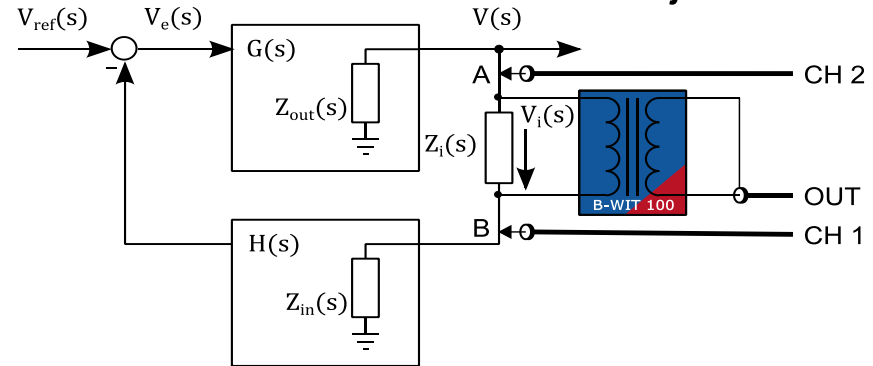 V_ref(s)
V_e(s)
G(s)
V(s)
A
CH 2
Z_out(s)
Z_i(s)
V_i(s)
B-WIT 100
OUT
B
CH 1
−
H(s)
Z_in(s)